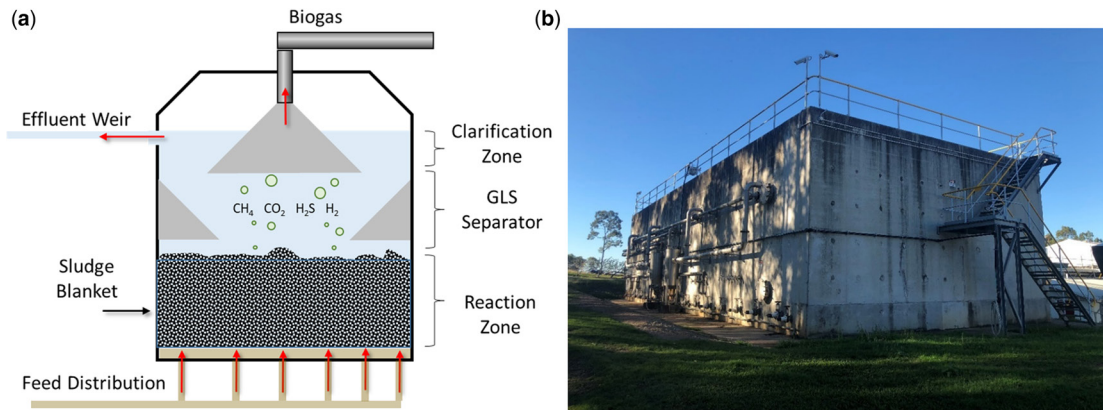 (a)
Biogas
Effluent Weir
Clarification
Zone
CH₄ CO₂ H₂S H₂
GLS
Separator
Sludge
Blanket
Reaction
Zone
Feed Distribution
(b)